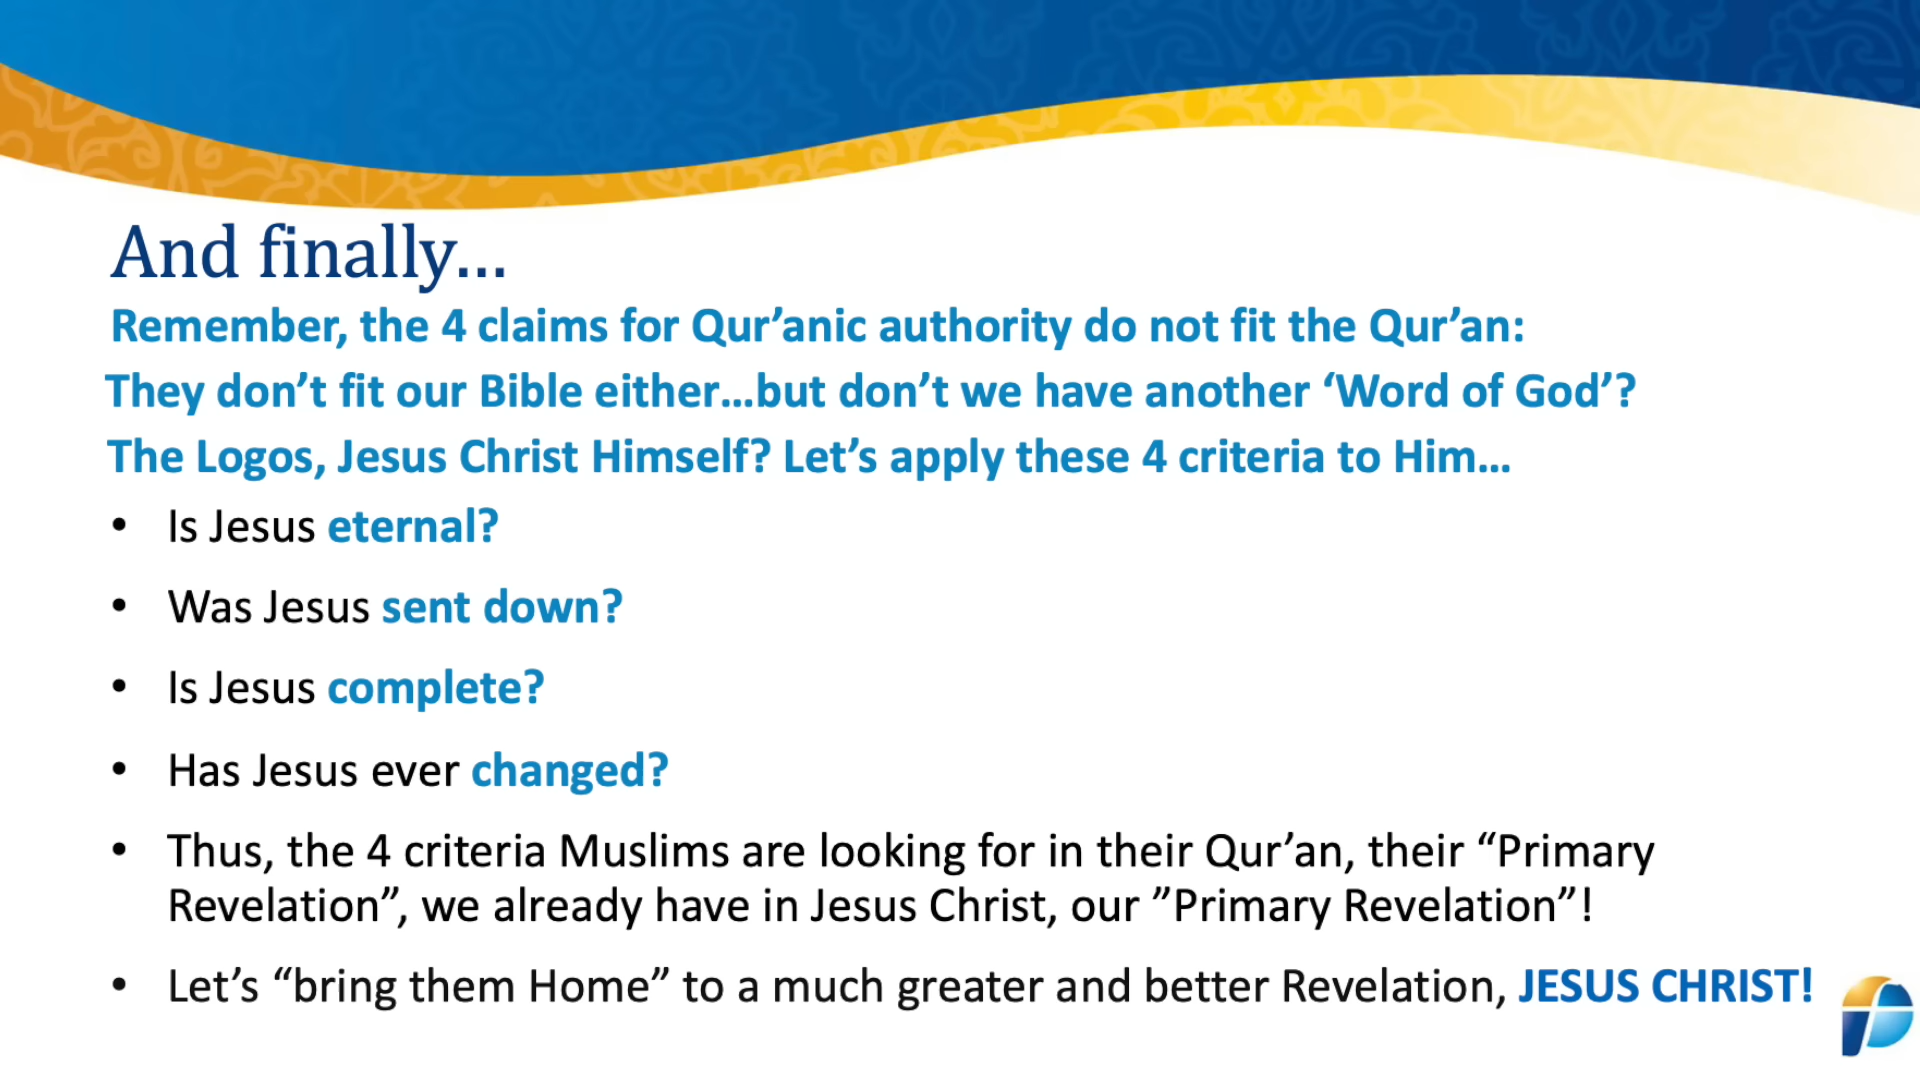 And finally...
Remember, the 4 claims for Qur’anic authority do not fit the Qur’an:
They don’t fit our Bible either...but don’t we have another ‘Word of God’?
The Logos, Jesus Christ Himself? Let’s apply these 4 criteria to Him...
• Is Jesus eternal?
• Was Jesus sent down?
• Is Jesus complete?
• Has Jesus ever changed?
• Thus, the 4 criteria Muslims are looking for in their Qur’an, their “Primary
Revelation”, we already have in Jesus Christ, our ”Primary Revelation”!
• Let’s “bring them Home” to a much greater and better Revelation, JESUS CHRIST!